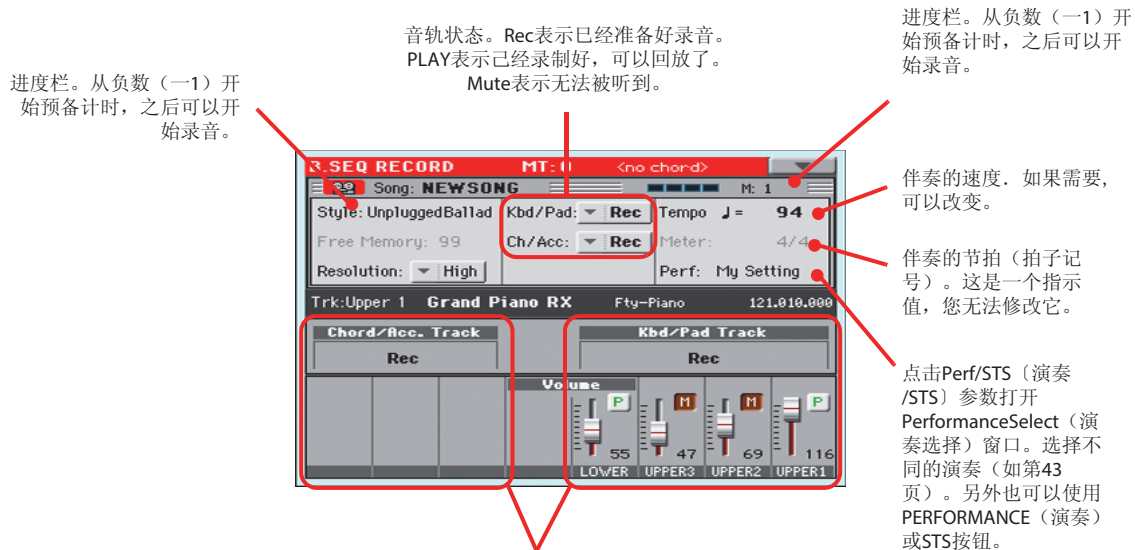 音轨状态。Rec表示巳经准备好录音。
PLAY表示己经录制好，可以回放了。
Mute表示无法被听到。
进度栏。从负数（一1）开
始预备计时，之后可以开
始录音。
进度栏。从负数（一1）开
始预备计时，之后可以开
始录音。
伴奏的速度．如果需要,
可以改变。
伴奏的节拍（拍子记
号）。这是一个指示
值，您无法修改它。
点击Perf/STS〔演奏
/STS〕参数打开
PerformanceSelect（演
奏选择）窗口。选择不
同的演奏（如第43
页）。另外也可以使用
PERFORMANCE（演奏）
或STS按钮。
B.SEQ RECORD MT: 0 <no chord>
Song: NEWSONG M: 1
Style: UnpluggedBallad Kbd/Pad: Rec Tempo ♩= 94
Free Memory: 99 Ch/Acc: Rec Meter: 4/4
Resolution: High Perf: My Setting
Trk:Upper 1 Grand Piano RX Fty-Piano 121.010.000
Chord/Acc. Track Kbd/Pad Track
Rec Rec
Volume
P M M P
55 47 69 116
LOWER UPPER3 UPPER2 UPPER1